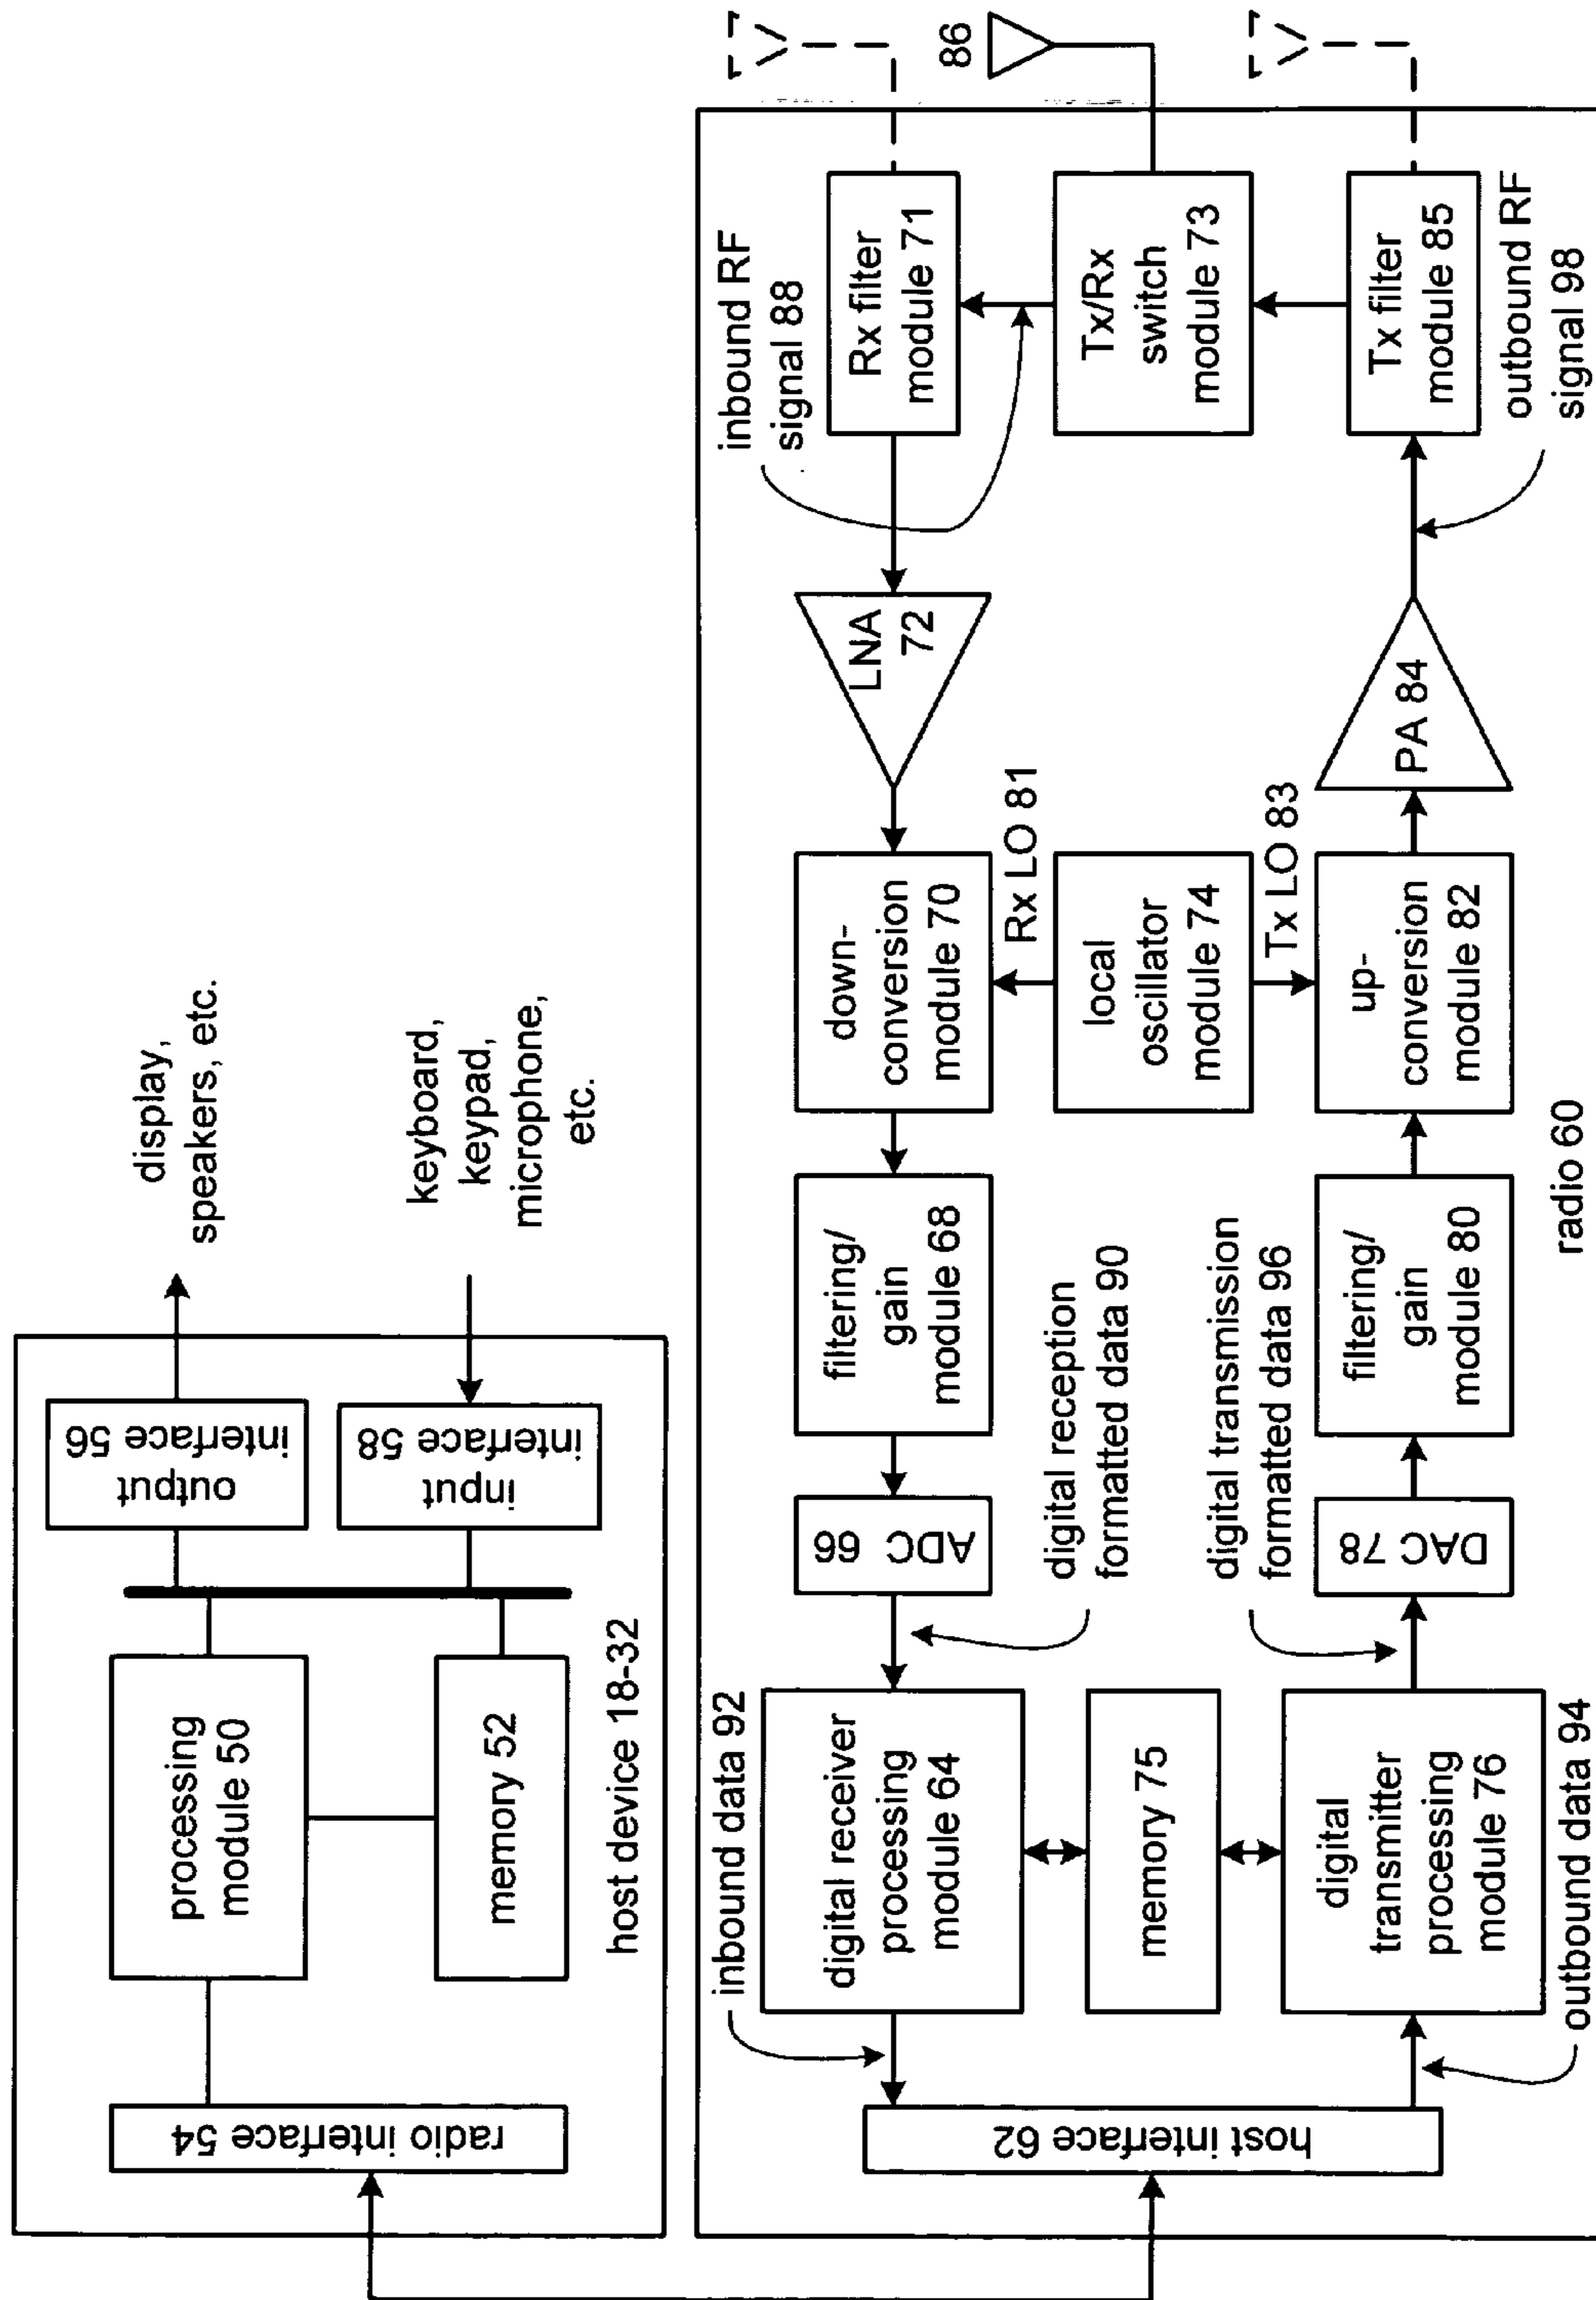 display,
speakers, etc.
keyboard,
keypad,
microphone,
etc.
output
interface 56
input
interface 58
processing
module 50
memory 52
radio interface 54
host device 18-32
86
inbound RF
signal 88
Rx filter
module 71
Tx/Rx
switch
module 73
Tx filter
module 85
outbound RF
signal 98
LNA
72
PA 84
down-
conversion
module 70
Rx LO 81
local
oscillator
module 74
Tx LO 83
up-
conversion
module 82
filtering/
gain
module 68
filtering/
gain
module 80
radio 60
ADC 66
digital reception
formatted data 90
digital transmission
formatted data 96
DAC 78
inbound data 92
digital receiver
processing
module 64
memory 75
digital
transmitter
processing
module 76
outbound data 94
host interface 62